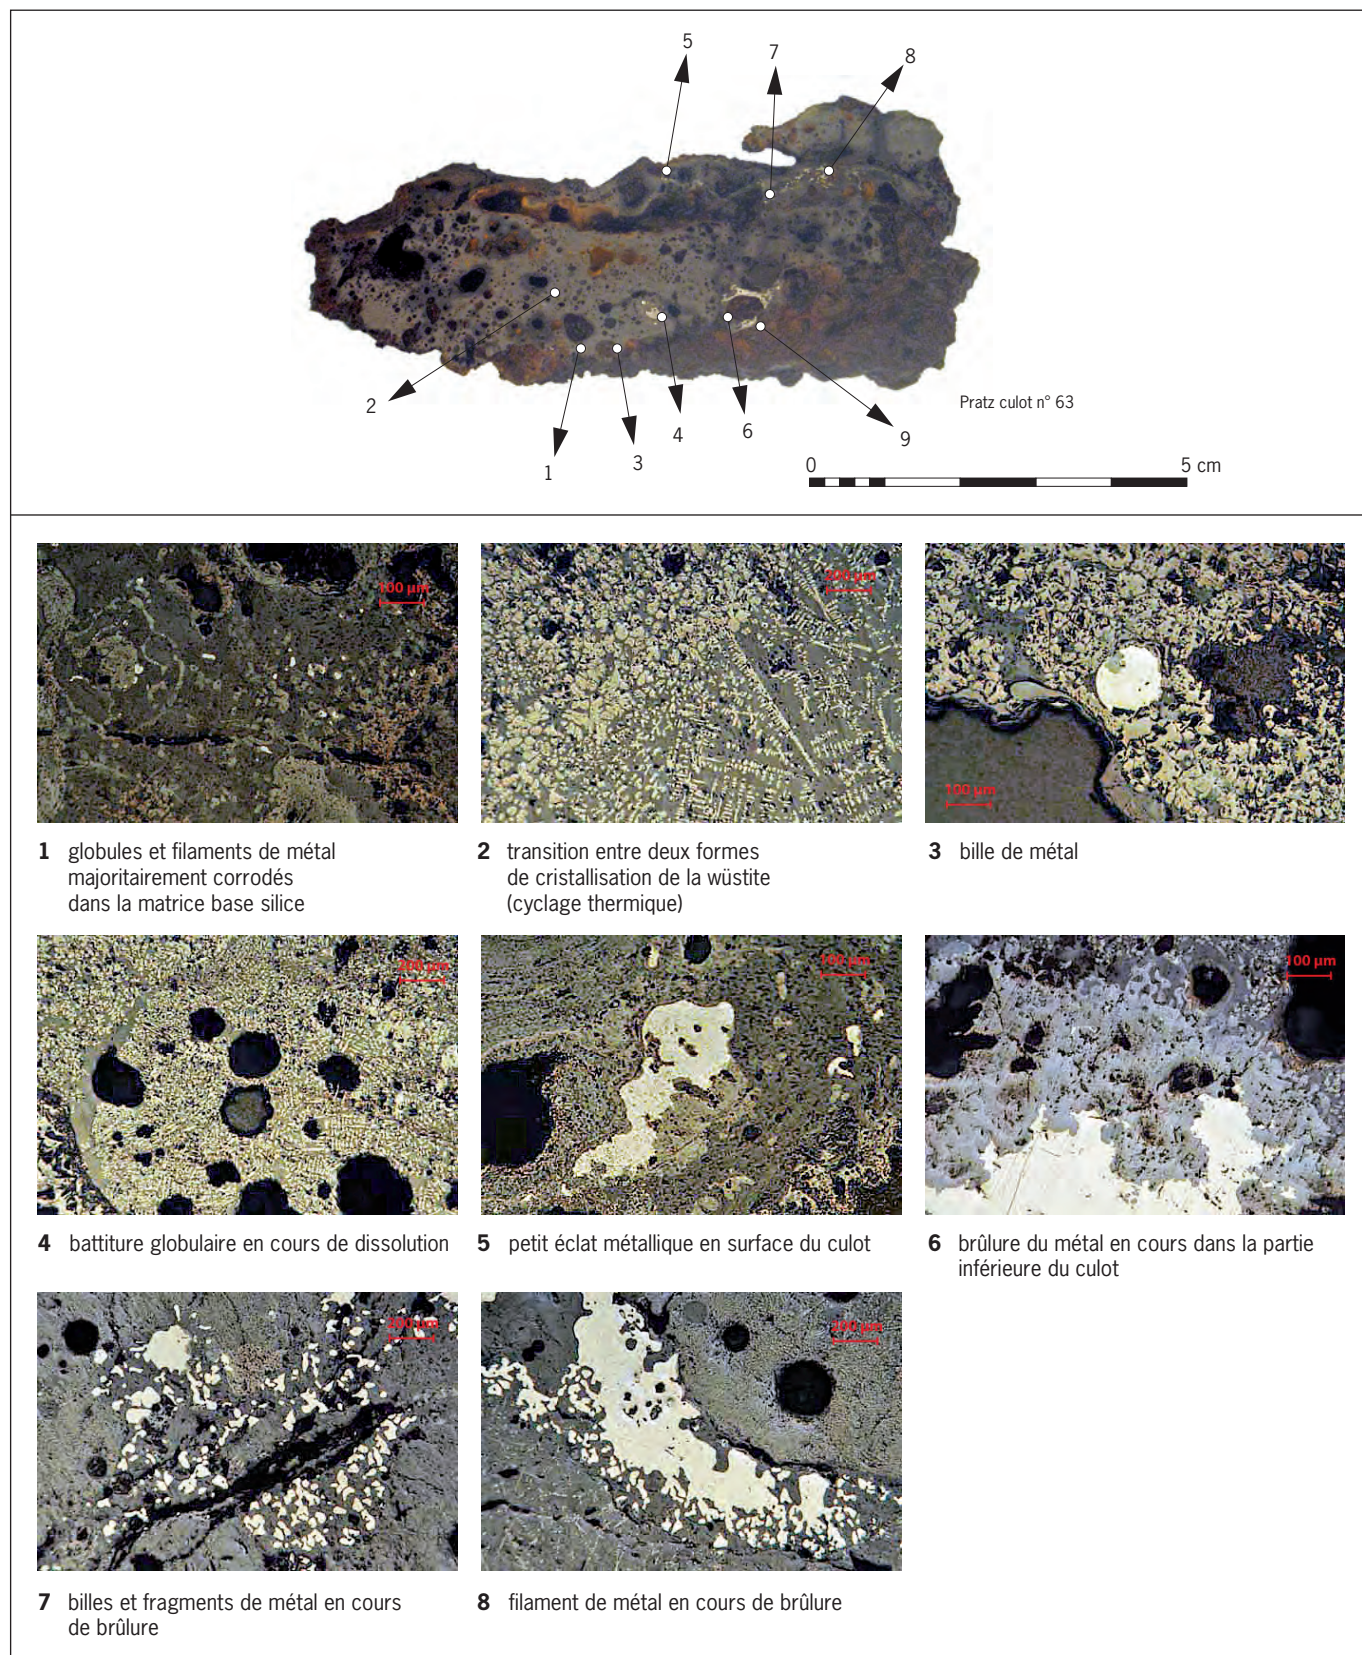 5
7
8
2
1
3
4
6
9
Pratz culot n° 63
0 5 cm
100 µm
200 µm
100 µm
1 globules et filaments de métal
majoritairement corrodés
dans la matrice base silice
2 transition entre deux formes
de cristallisation de la wüstite
(cyclage thermique)
3 bille de métal
200 µm
100 µm
100 µm
4 battiture globulaire en cours de dissolution
5 petit éclat métallique en surface du culot
6 brûlure du métal en cours dans la partie
inférieure du culot
200 µm
200 µm
7 billes et fragments de métal en cours
de brûlure
8 filament de métal en cours de brûlure